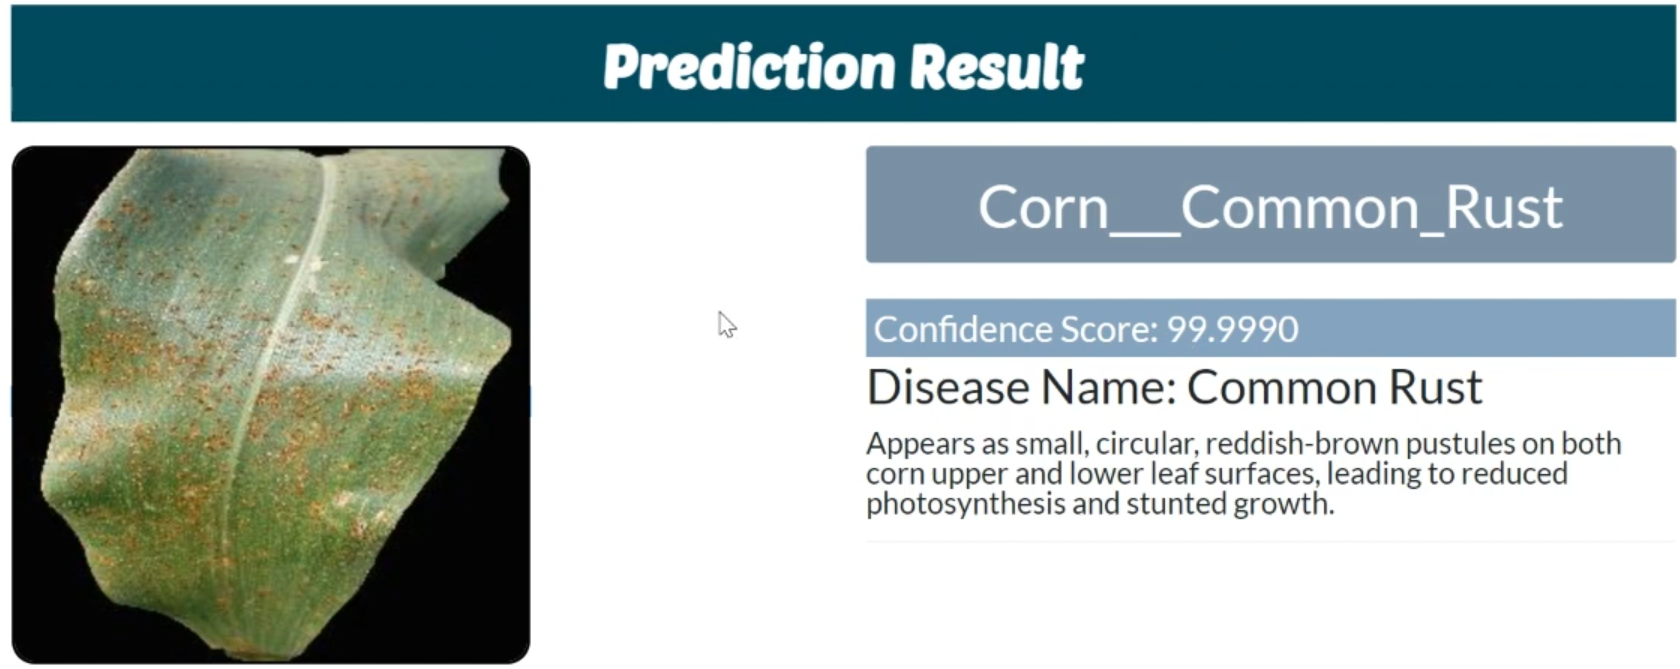 Prediction Result
Corn___Common_Rust
Confidence Score: 99.9990
Disease Name: Common Rust
Appears as small, circular, reddish-brown pustules on both
corn upper and lower leaf surfaces, leading to reduced
photosynthesis and stunted growth.